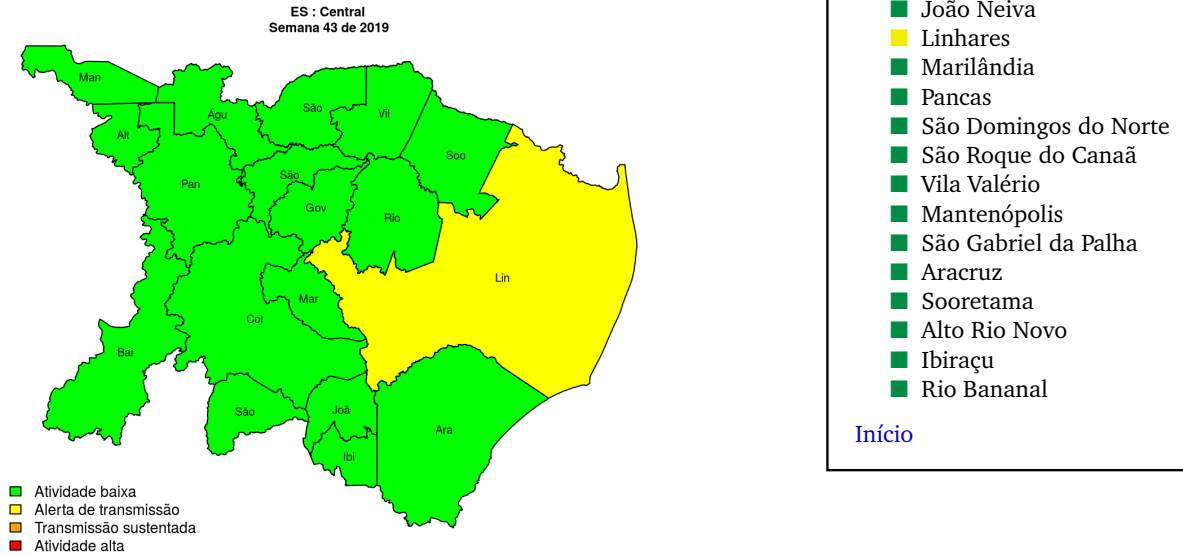 ES : Central
Semana 43 de 2019
Man
Águ
São
Vil
Alt
Soo
Pan
São
Gov
Rio
Lin
Mar
Col
Bai
São
Joã
Ara
Ibi
Atividade baixa
Alerta de transmissão
Transmissão sustentada
Atividade alta
João Neiva
Linhares
Marilândia
Pancas
São Domingos do Norte
São Roque do Canaã
Vila Valério
Mantenópolis
São Gabriel da Palha
Aracruz
Sooretama
Alto Rio Novo
Ibiraçu
Rio Bananal
Início